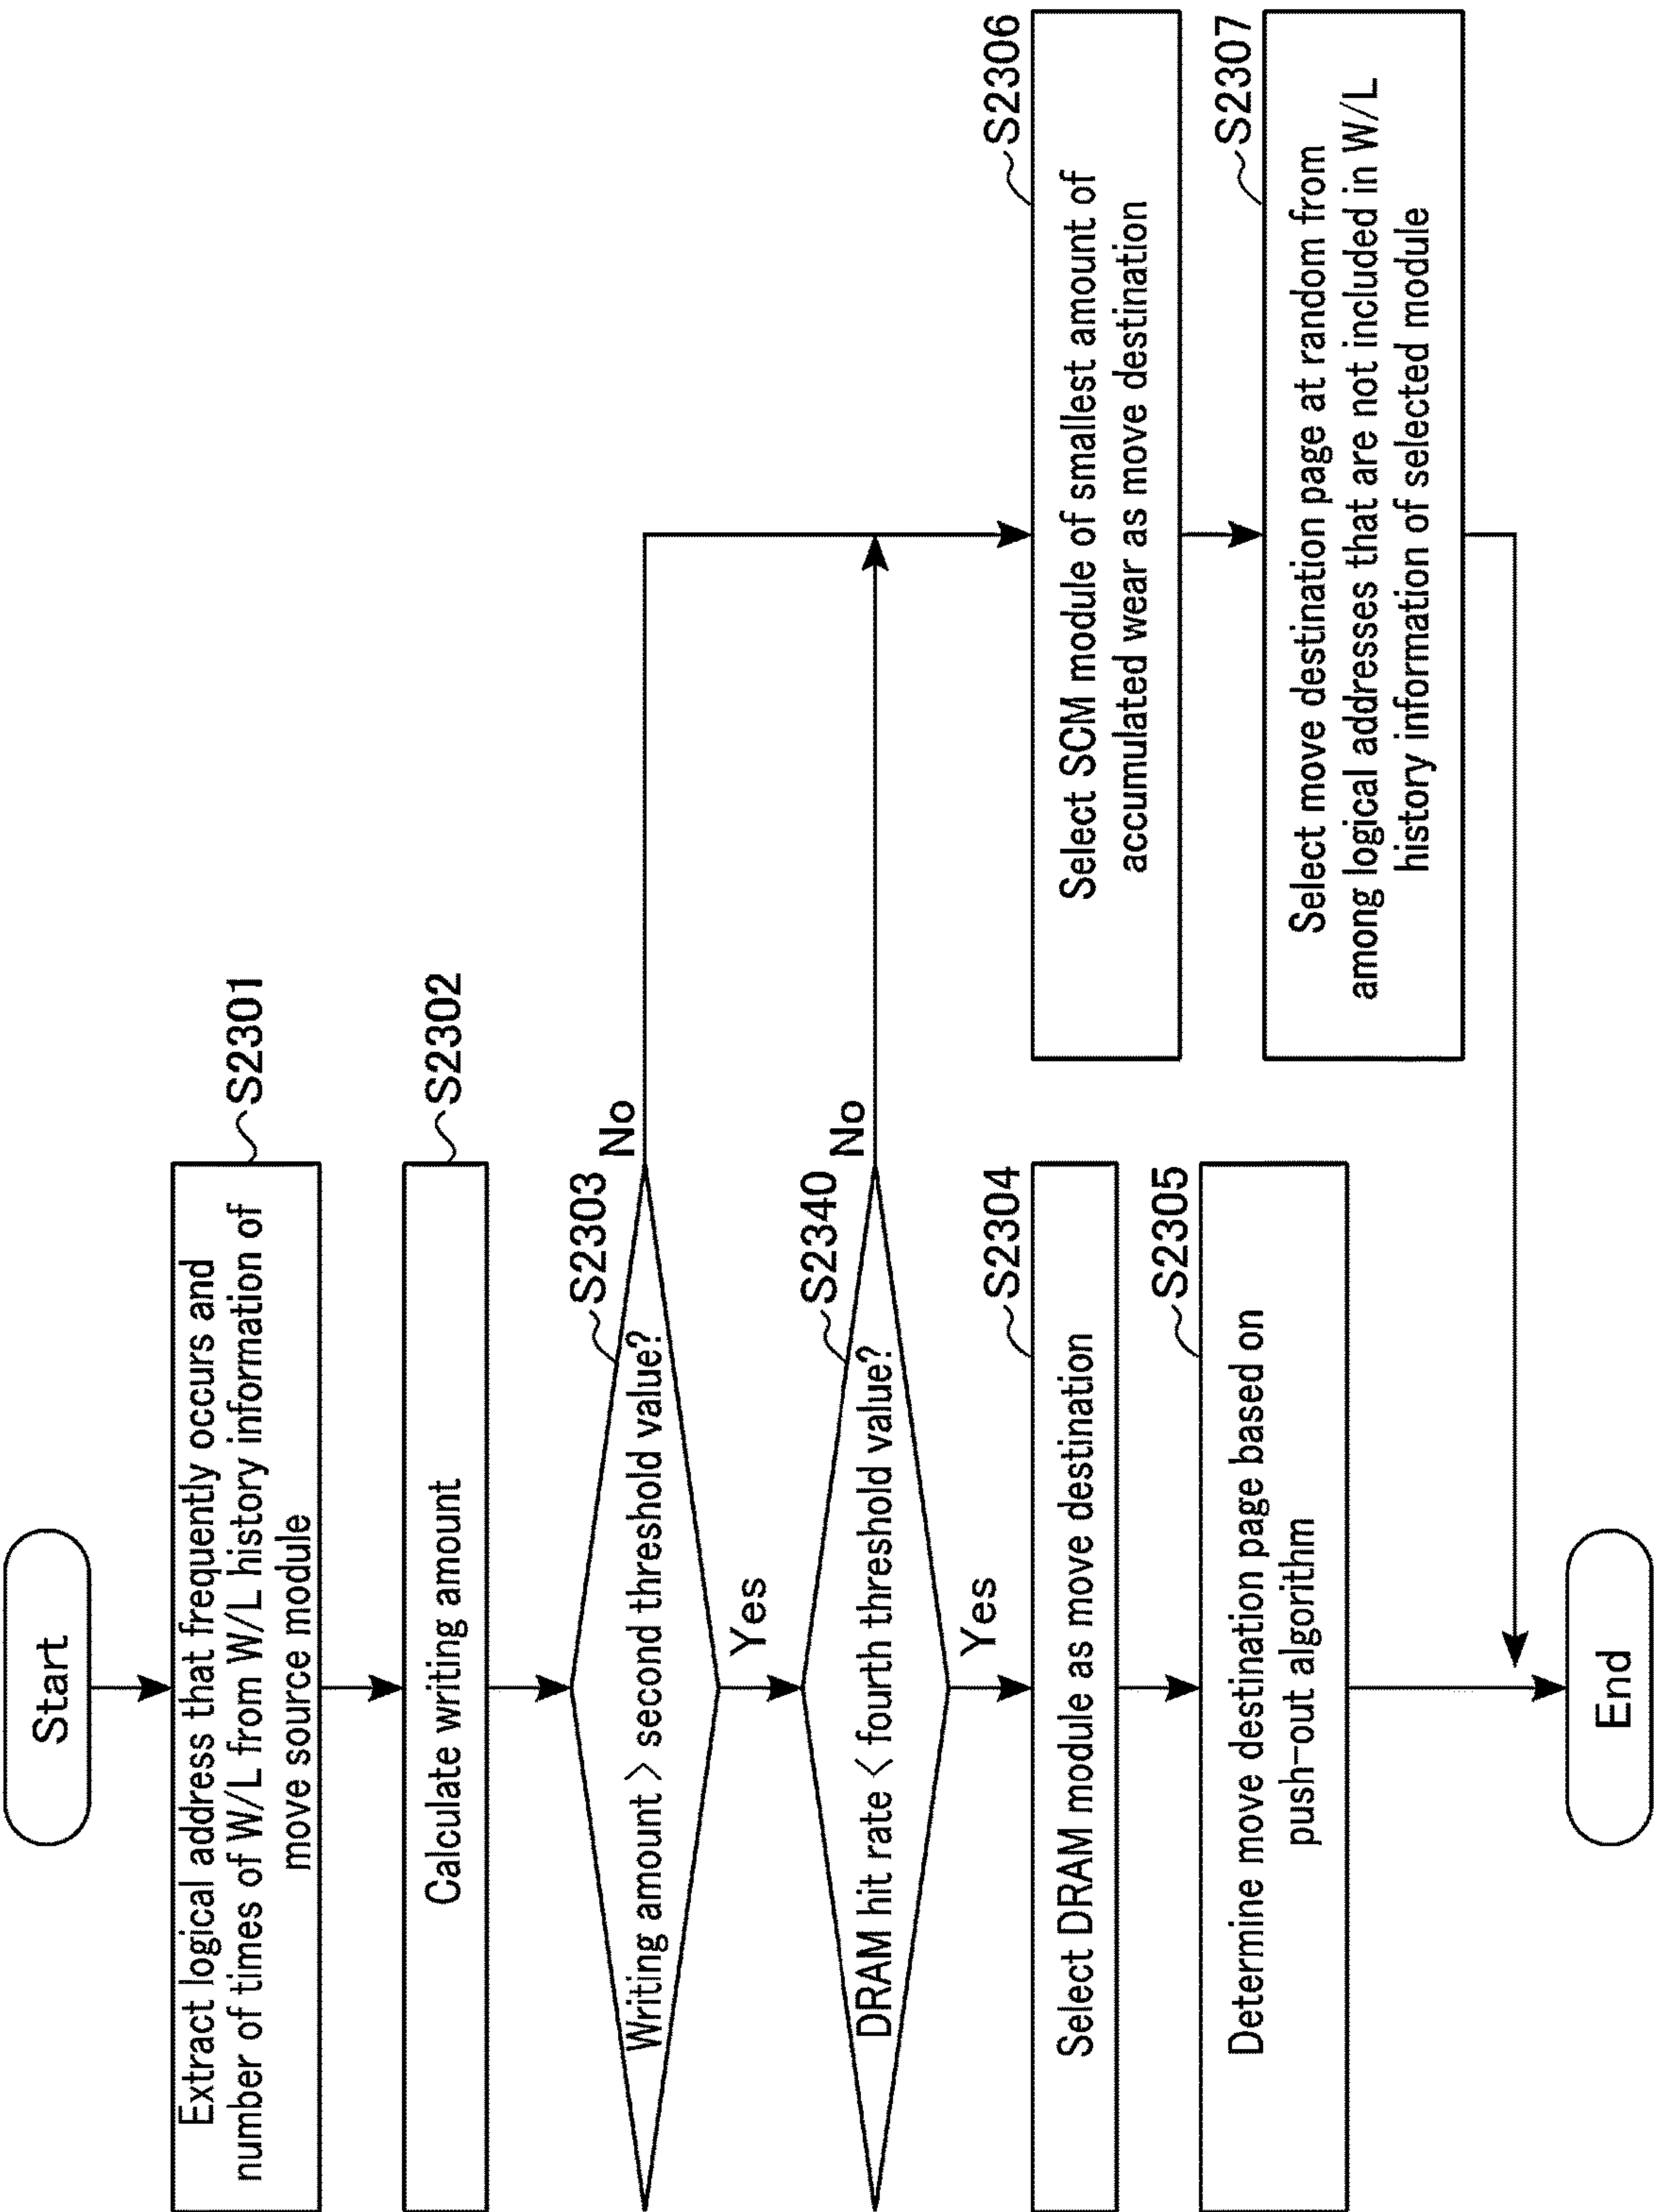 Start
S2301
Extract logical address that frequently occurs and
number of times of W/L from W/L history information of
move source module
S2302
Calculate writing amount
S2303
Writing amount > second threshold value?
No
Yes
S2340
DRAM hit rate < fourth threshold value?
No
Yes
S2304
Select DRAM module as move destination
S2305
Determine move destination page based on
push-out algorithm
S2306
Select SCM module of smallest amount of
accumulated wear as move destination
S2307
Select move destination page at random from
among logical addresses that are not included in W/L
history information of selected module
End